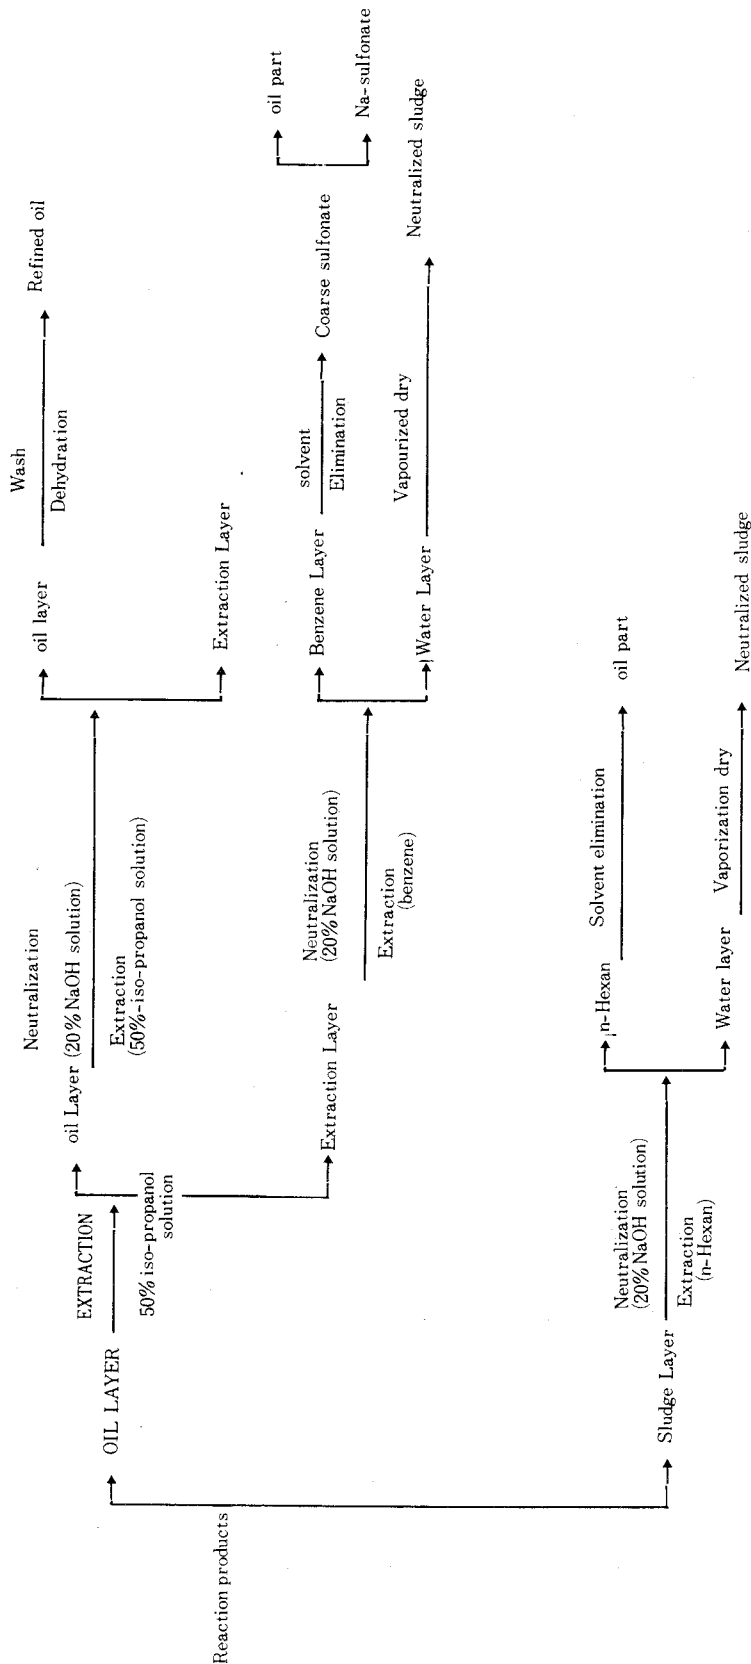 Reaction products
OIL LAYER
EXTRACTION
50% iso-propanol
solution
Neutralization
oil Layer (20% NaOH solution)
Extraction
(50%-iso-propanol solution)
oil layer
Wash
Dehydration
Refined oil
Extraction Layer
Extraction Layer
Neutralization
(20% NaOH solution)
Extraction
(benzene)
Benzene Layer
solvent
Elimination
Coarse sulfonate
oil part
Na-sulfonate
Water Layer
Vapourized dry
Neutralized sludge
Sludge Layer
Neutralization
(20% NaOH solution)
Extraction
(n-Hexan)
n-Hexan
Solvent elimination
oil part
Water layer
Vaporization dry
Neutralized sludge